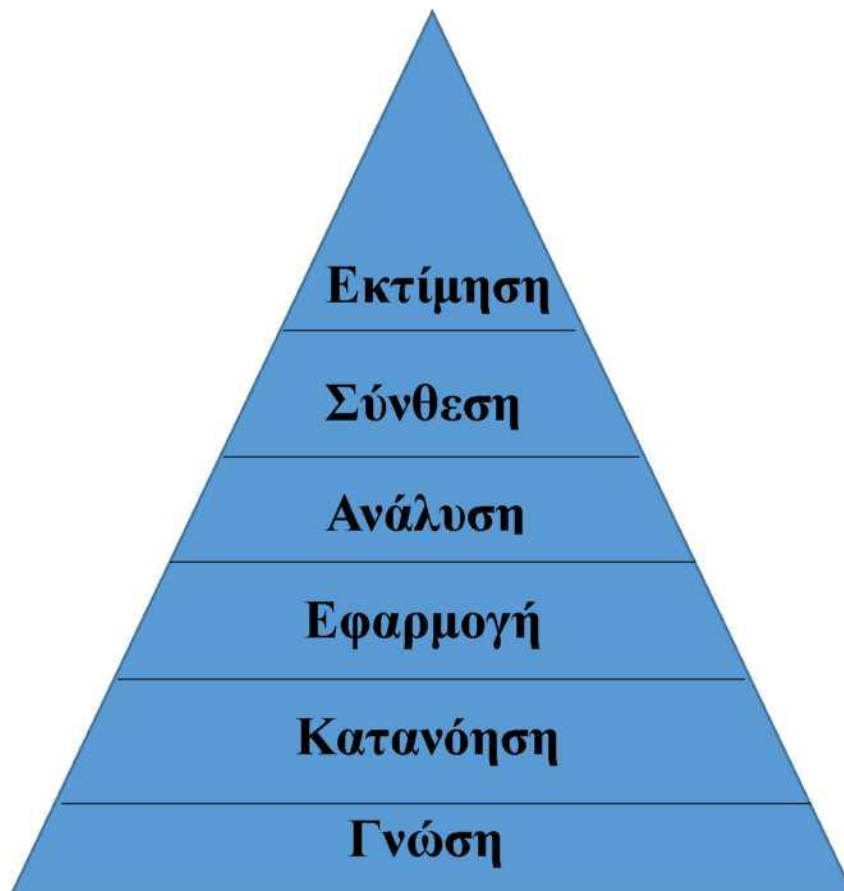 Εκτίμηση
Σύνθεση
Ανάλυση
Εφαρμογή
Κατανόηση
Γνώση